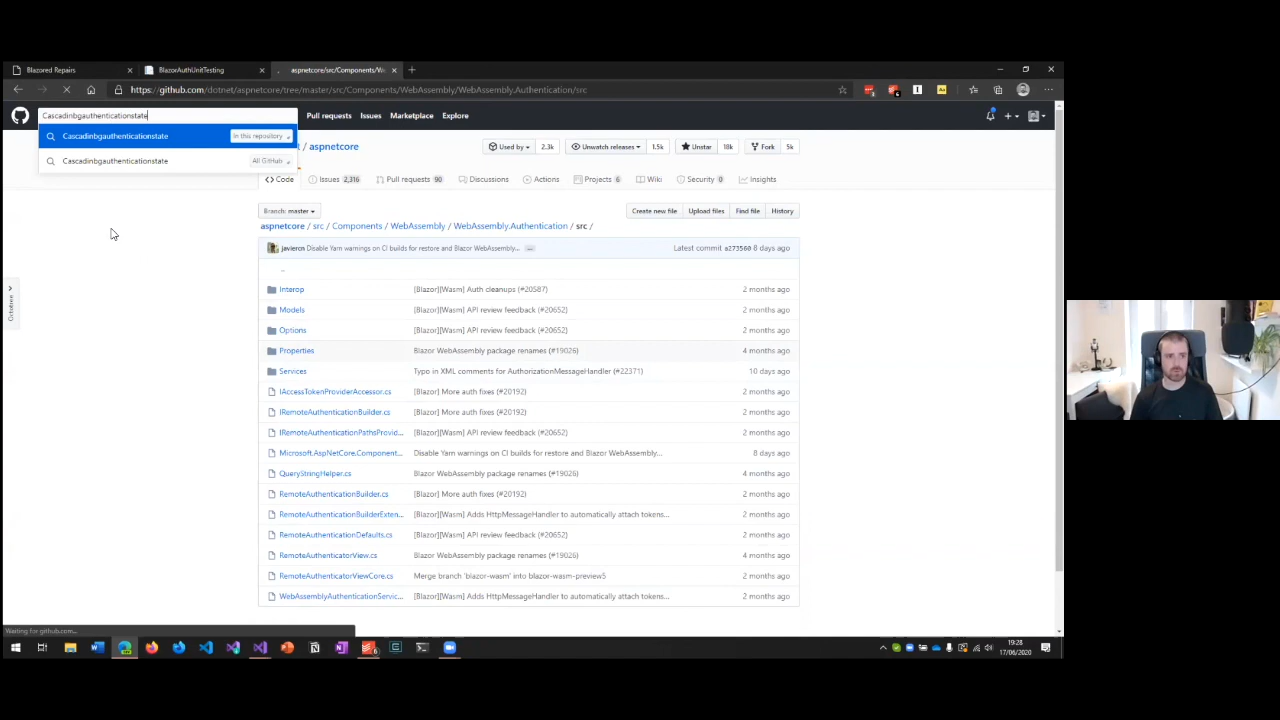 Blazored Repairs
BlazorAuthUnitTesting
aspnetcore/src/Components/We
https://github.com/dotnet/aspnetcore/tree/master/src/Components/WebAssembly/WebAssembly.Authentication/src
Cascadinbgauthenticationstate
Pull requests Issues Marketplace Explore
Cascadinbgauthenticationstate In this repository
Cascadinbgauthenticationstate All GitHub
aspnetcore
Used by 2.3k Unwatch releases 1.5k Unstar 18k Fork 5k
Code Issues 2,316 Pull requests 90 Discussions Actions Projects 6 Wiki Security 0 Insights
Branch: master Create new file Upload files Find file History
aspnetcore / src / Components / WebAssembly / WebAssembly.Authentication / src /
javiercn Disable Yarn warnings on CI builds for restore and Blazor WebAssembly... Latest commit a273560 8 days ago
..
Interop [Blazor][Wasm] Auth cleanups (#20587) 2 months ago
Models [Blazor][Wasm] API review feedback (#20652) 2 months ago
Octotree
Options [Blazor][Wasm] API review feedback (#20652) 2 months ago
Properties Blazor WebAssembly package renames (#19026) 4 months ago
Services Typo in XML comments for AuthorizationMessageHandler (#22371) 10 days ago
IAccessTokenProviderAccessor.cs [Blazor] More auth fixes (#20192) 2 months ago
IRemoteAuthenticationBuilder.cs [Blazor] More auth fixes (#20192) 2 months ago
IRemoteAuthenticationPathsProvid... [Blazor][Wasm] API review feedback (#20652) 2 months ago
Microsoft.AspNetCore.Component... Disable Yarn warnings on CI builds for restore and Blazor WebAssembly... 8 days ago
QueryStringHelper.cs Blazor WebAssembly package renames (#19026) 4 months ago
RemoteAuthenticationBuilder.cs [Blazor] More auth fixes (#20192) 2 months ago
RemoteAuthenticationBuilderExten... [Blazor][Wasm] Adds HttpMessageHandler to automatically attach tokens... 2 months ago
RemoteAuthenticationDefaults.cs [Blazor][Wasm] API review feedback (#20652) 2 months ago
RemoteAuthenticatorView.cs Blazor WebAssembly package renames (#19026) 4 months ago
RemoteAuthenticatorViewCore.cs Merge branch 'blazor-wasm' into blazor-wasm-preview5 2 months ago
WebAssemblyAuthenticationServic... [Blazor][Wasm] Adds HttpMessageHandler to automatically attach tokens... 2 months ago
Waiting for github.com...
19:28
17/06/2020